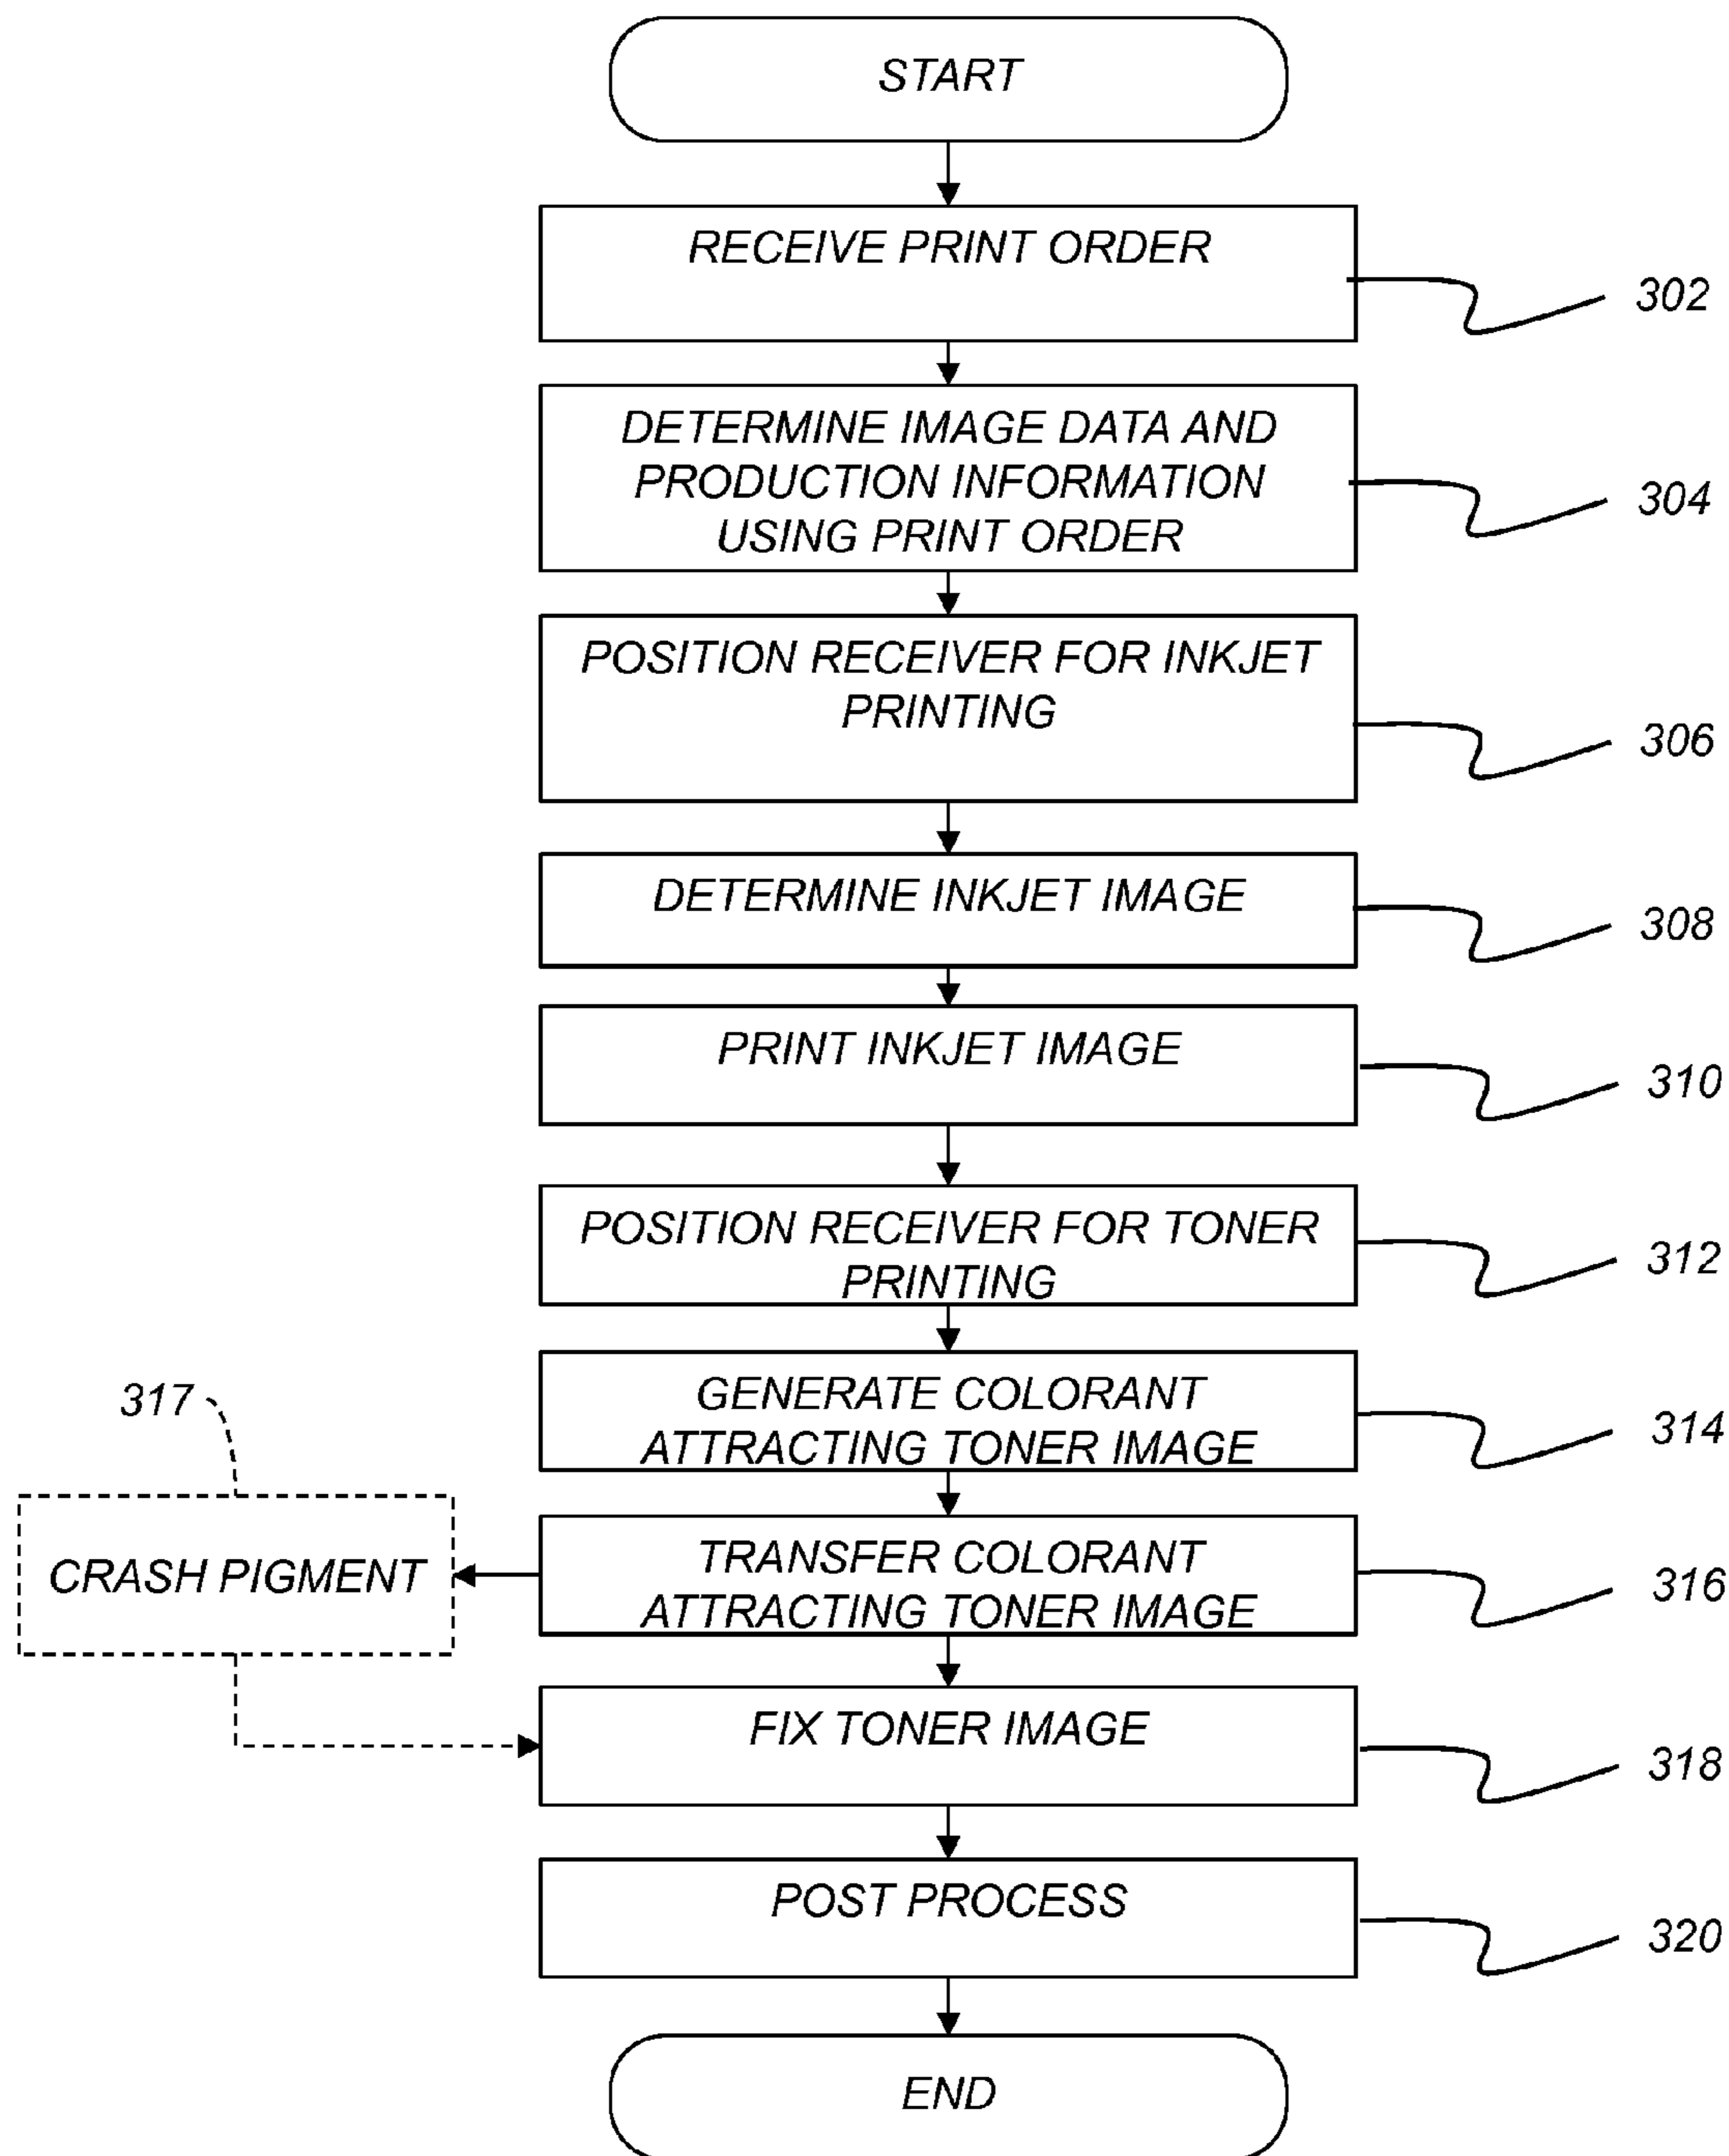 START
RECEIVE PRINT ORDER
302
DETERMINE IMAGE DATA AND
PRODUCTION INFORMATION
USING PRINT ORDER
304
POSITION RECEIVER FOR INKJET
PRINTING
306
DETERMINE INKJET IMAGE
308
PRINT INKJET IMAGE
310
POSITION RECEIVER FOR TONER
PRINTING
312
GENERATE COLORANT
ATTRACTING TONER IMAGE
314
TRANSFER COLORANT
ATTRACTING TONER IMAGE
316
317
CRASH PIGMENT
FIX TONER IMAGE
318
POST PROCESS
320
END